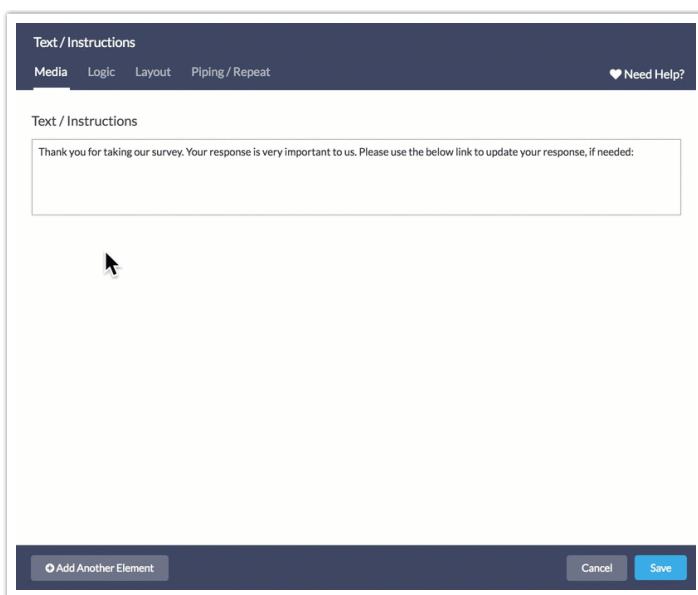 Text / Instructions
Media Logic Layout Piping / Repeat Need Help?
Text / Instructions
Thank you for taking our survey. Your response is very important to us. Please use the below link to update your response, if needed:
Add Another Element Cancel Save